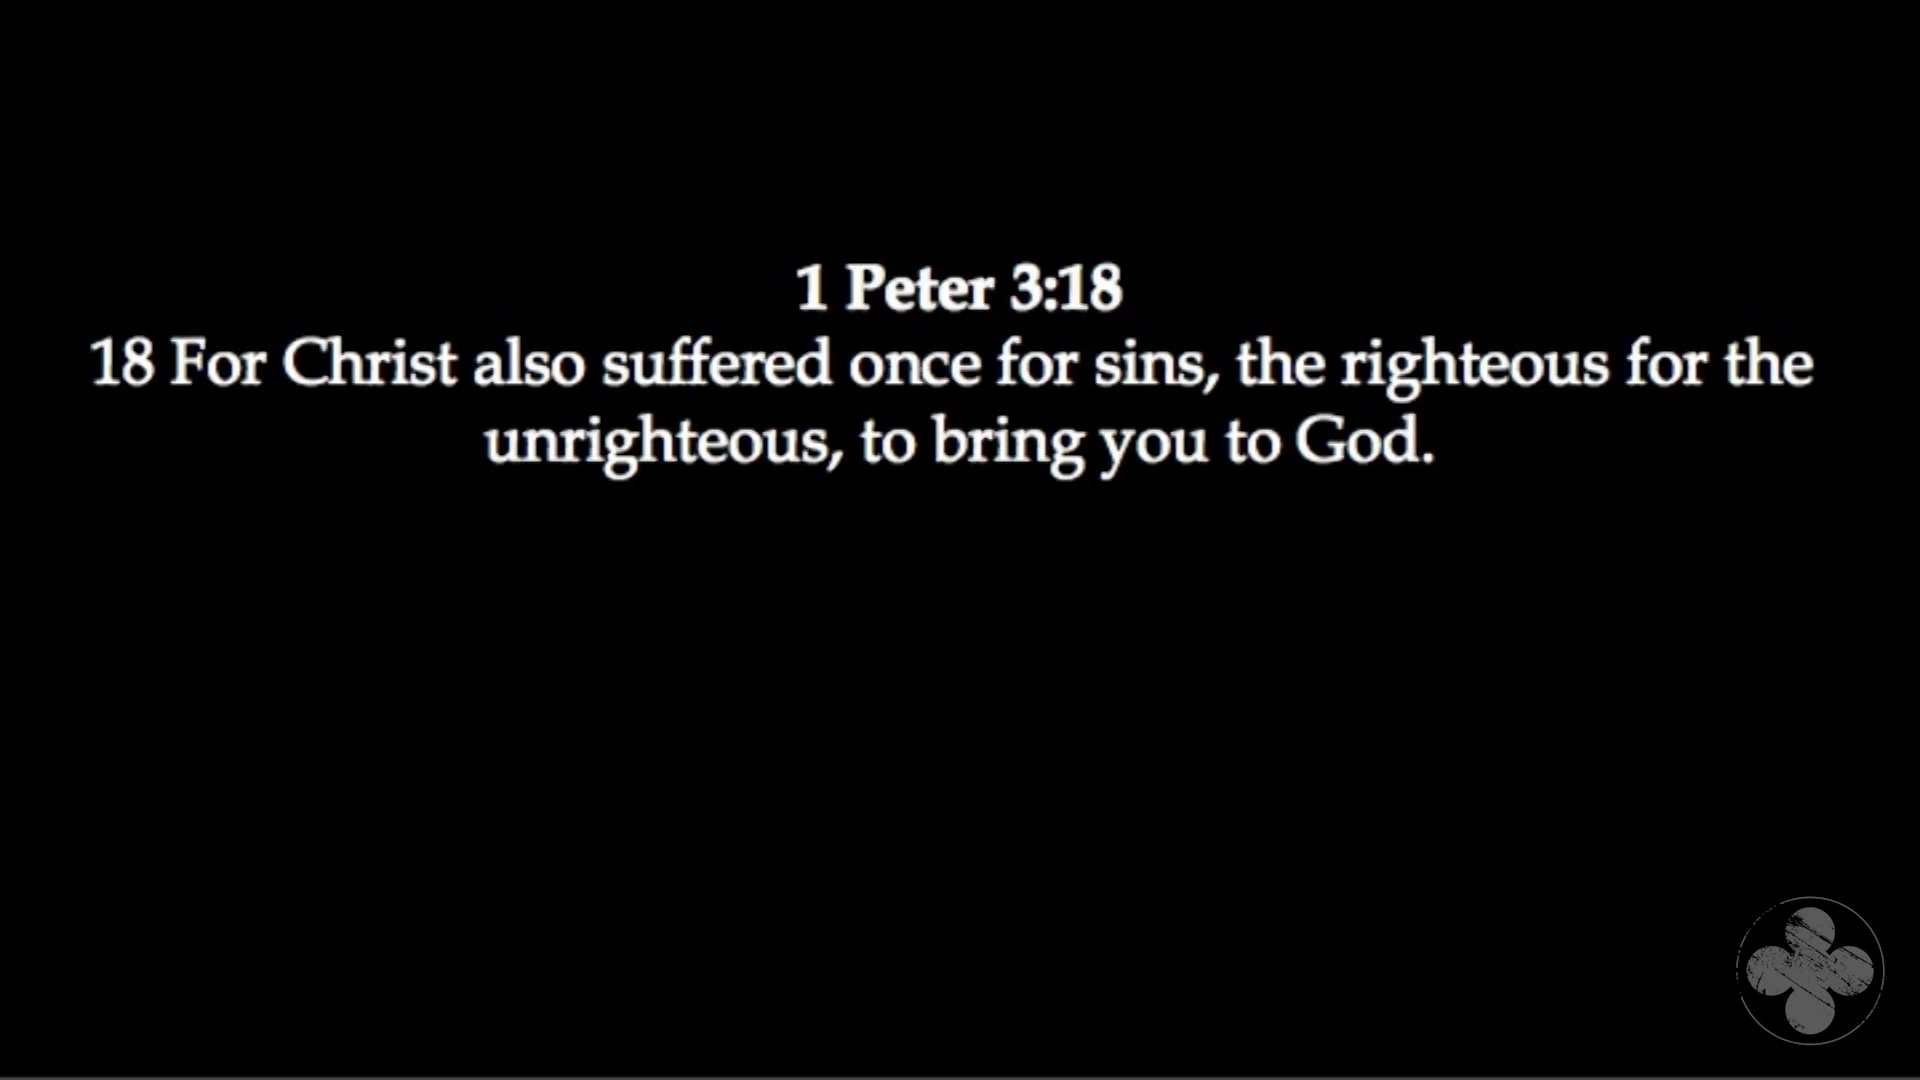 1 Peter 3:18
18 For Christ also suffered once for sins, the righteous for the
unrighteous, to bring you to God.